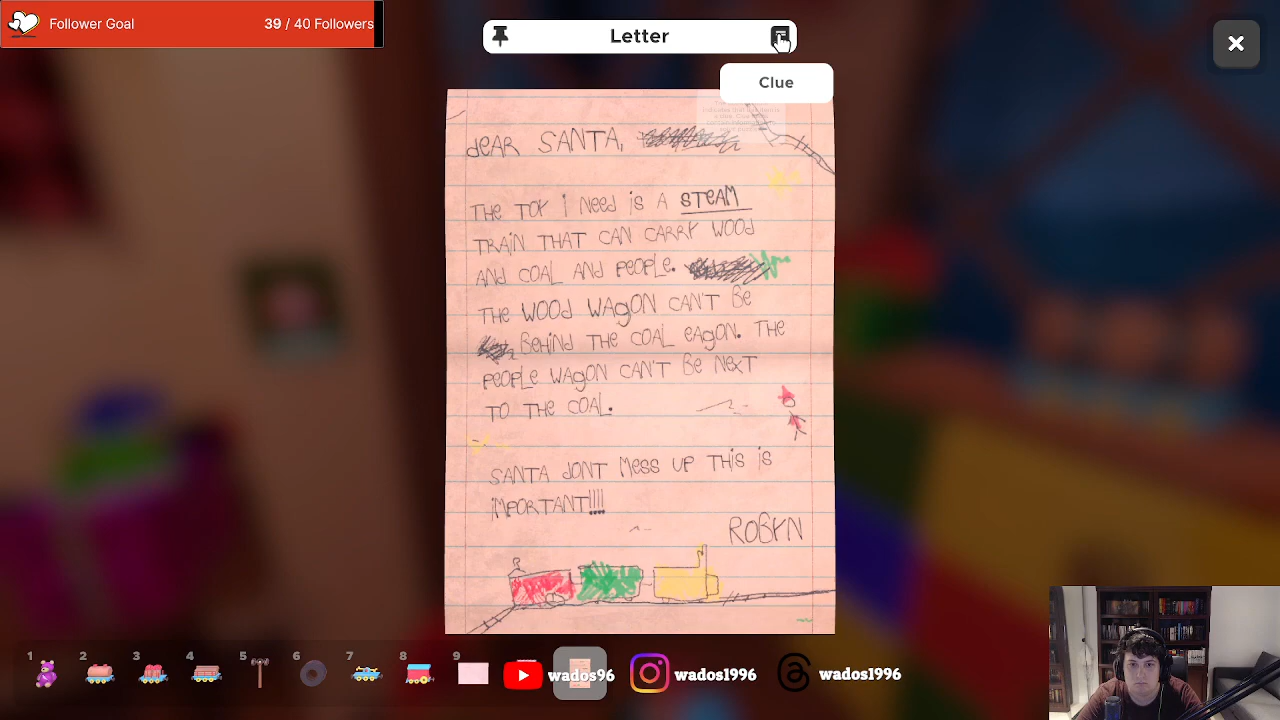 Follower Goal
39 / 40 Followers
Letter
Clue
dEAR SANTA,
THE TOY i NEEd iS A STEAM
TRAiN THAT CAN CARRY WOOd
ANd COAL ANd PEOPLE.
THE WOOd WAgON CAN'T BE
BEHiNd THE COAL EAgON. THE
PEOPLE WAgON CAN'T BE NEXT
TO THE COAL.
SANTA dONT MESS UP THiS iS
iMPORTANT!!!!
ROBYN
1
2
3
4
5
6
7
8
9
wados96
wados1996
wados1996